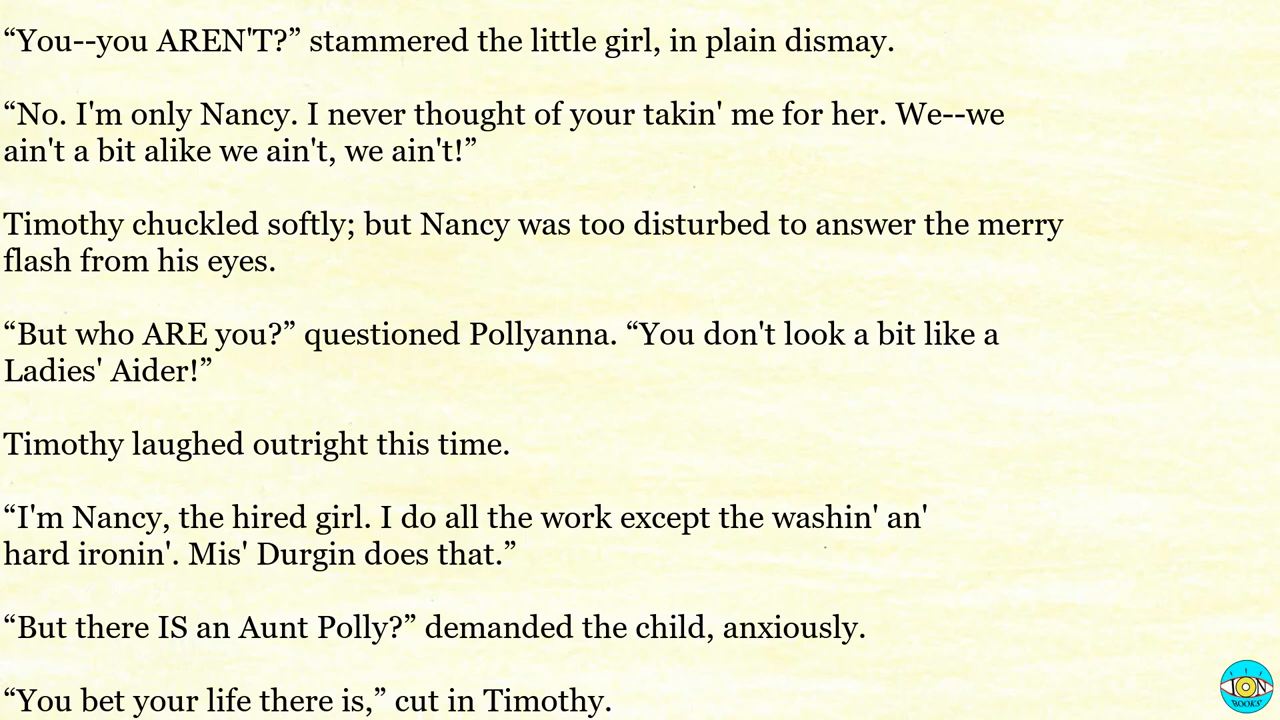 “You--you AREN'T?” stammered the little girl, in plain dismay.
“No. I'm only Nancy. I never thought of your takin' me for her. We--we
ain't a bit alike we ain't, we ain't!”
Timothy chuckled softly; but Nancy was too disturbed to answer the merry
flash from his eyes.
“But who ARE you?” questioned Pollyanna. “You don't look a bit like a
Ladies' Aider!”
Timothy laughed outright this time.
“I'm Nancy, the hired girl. I do all the work except the washin' an'
hard ironin'. Mis' Durgin does that.”
“But there IS an Aunt Polly?” demanded the child, anxiously.
“You bet your life there is,” cut in Timothy.
ION
BOOKS